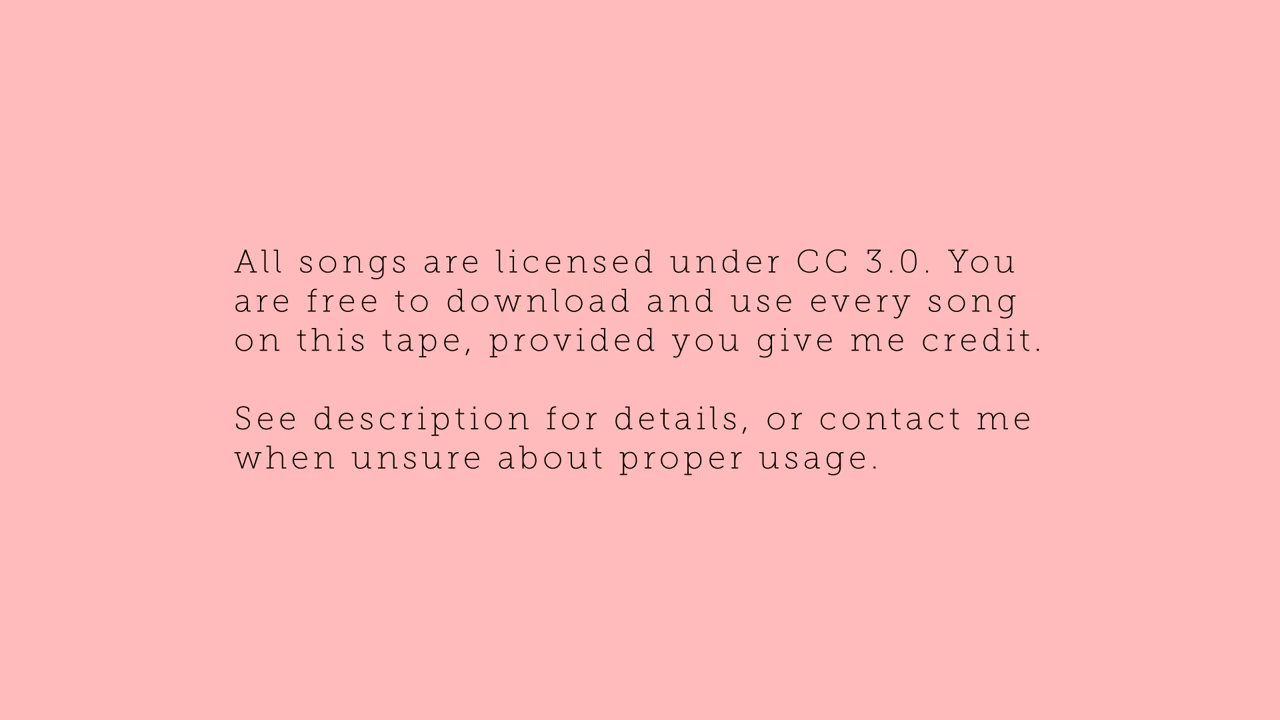 All songs are licensed under CC 3.0. You
are free to download and use every song
on this tape, provided you give me credit.
See description for details, or contact me
when unsure about proper usage.